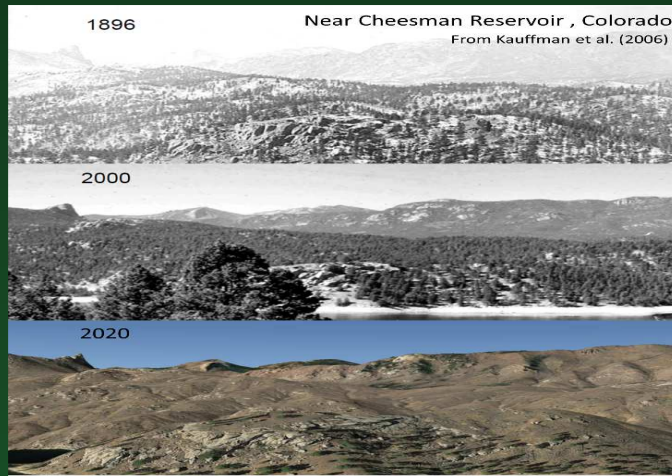 1896
Near Cheesman Reservoir , Colorado
From Kauffman et al. (2006)
2000
2020